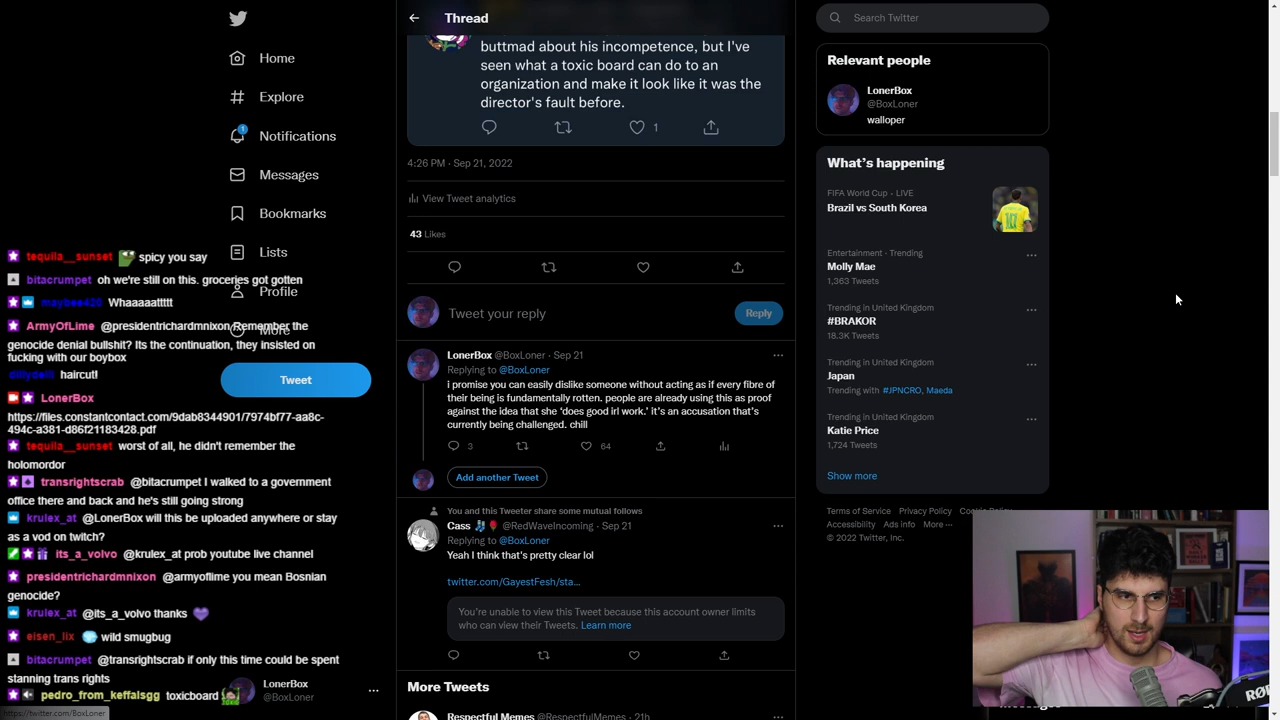 Home
Explore
1
Notifications
Messages
Bookmarks
Lists
Profile
More
Tweet
LonerBox
@BoxLoner
tequila__sunset spicy you say
bitacrumpet oh we're still on this. groceries got gotten
maybee420 Whaaaaattttt
ArmyOfLime @presidentrichardmnixon Remember the
genocide denial bullshit? Its the continuation, they insisted on
fucking with our boybox
haircut!
LonerBox
https://files.constantcontact.com/9dab8344901/7974bf77-aa8c-
494c-a381-d86f21183428.pdf
tequila__sunset worst of all, he didn't remember the
holomordor
transrightscrab @bitacrumpet I walked to a government
office there and back and he's still going strong
krulex_at @LonerBox will this be uploaded anywhere or stay
as a vod on twitch?
its_a_volvo @krulex_at prob youtube live channel
presidentrichardmnixon @armyoflime you mean Bosnian
genocide?
krulex_at @its_a_volvo thanks
eisen_lix wild smugbug
bitacrumpet @transrightscrab if only this time could be spent
stanning trans rights
pedro_from_keffalsgg toxicboard
https://twitter.com/BoxLoner
Thread
buttmad about his incompetence, but I've
seen what a toxic board can do to an
organization and make it look like it was the
director's fault before.
1
4:26 PM · Sep 21, 2022
View Tweet analytics
43 Likes
Tweet your reply
Reply
LonerBox @BoxLoner · Sep 21
Replying to @BoxLoner
i promise you can easily dislike someone without acting as if every fibre of
their being is fundamentally rotten. people are already using this as proof
against the idea that she 'does good irl work.' it's an accusation that's
currently being challenged. chill
3
64
Add another Tweet
You and this Tweeter share some mutual follows
Cass @RedWaveIncoming · Sep 21
Replying to @BoxLoner
Yeah I think that's pretty clear lol
twitter.com/GayestFesh/sta...
You're unable to view this Tweet because this account owner limits
who can view their Tweets. Learn more
More Tweets
Respectful Memes @RespectfulMemes · 21h
Search Twitter
Relevant people
LonerBox
@BoxLoner
walloper
What's happening
FIFA World Cup · LIVE
Brazil vs South Korea
Entertainment · Trending
Molly Mae
1,363 Tweets
Trending in United Kingdom
#BRAKOR
18.3K Tweets
Trending in United Kingdom
Japan
Trending with #JPNCRO, Maeda
Trending in United Kingdom
Katie Price
1,724 Tweets
Show more
Terms of Service Privacy Policy Cookie Policy
Accessibility Ads info More ···
© 2022 Twitter, Inc.